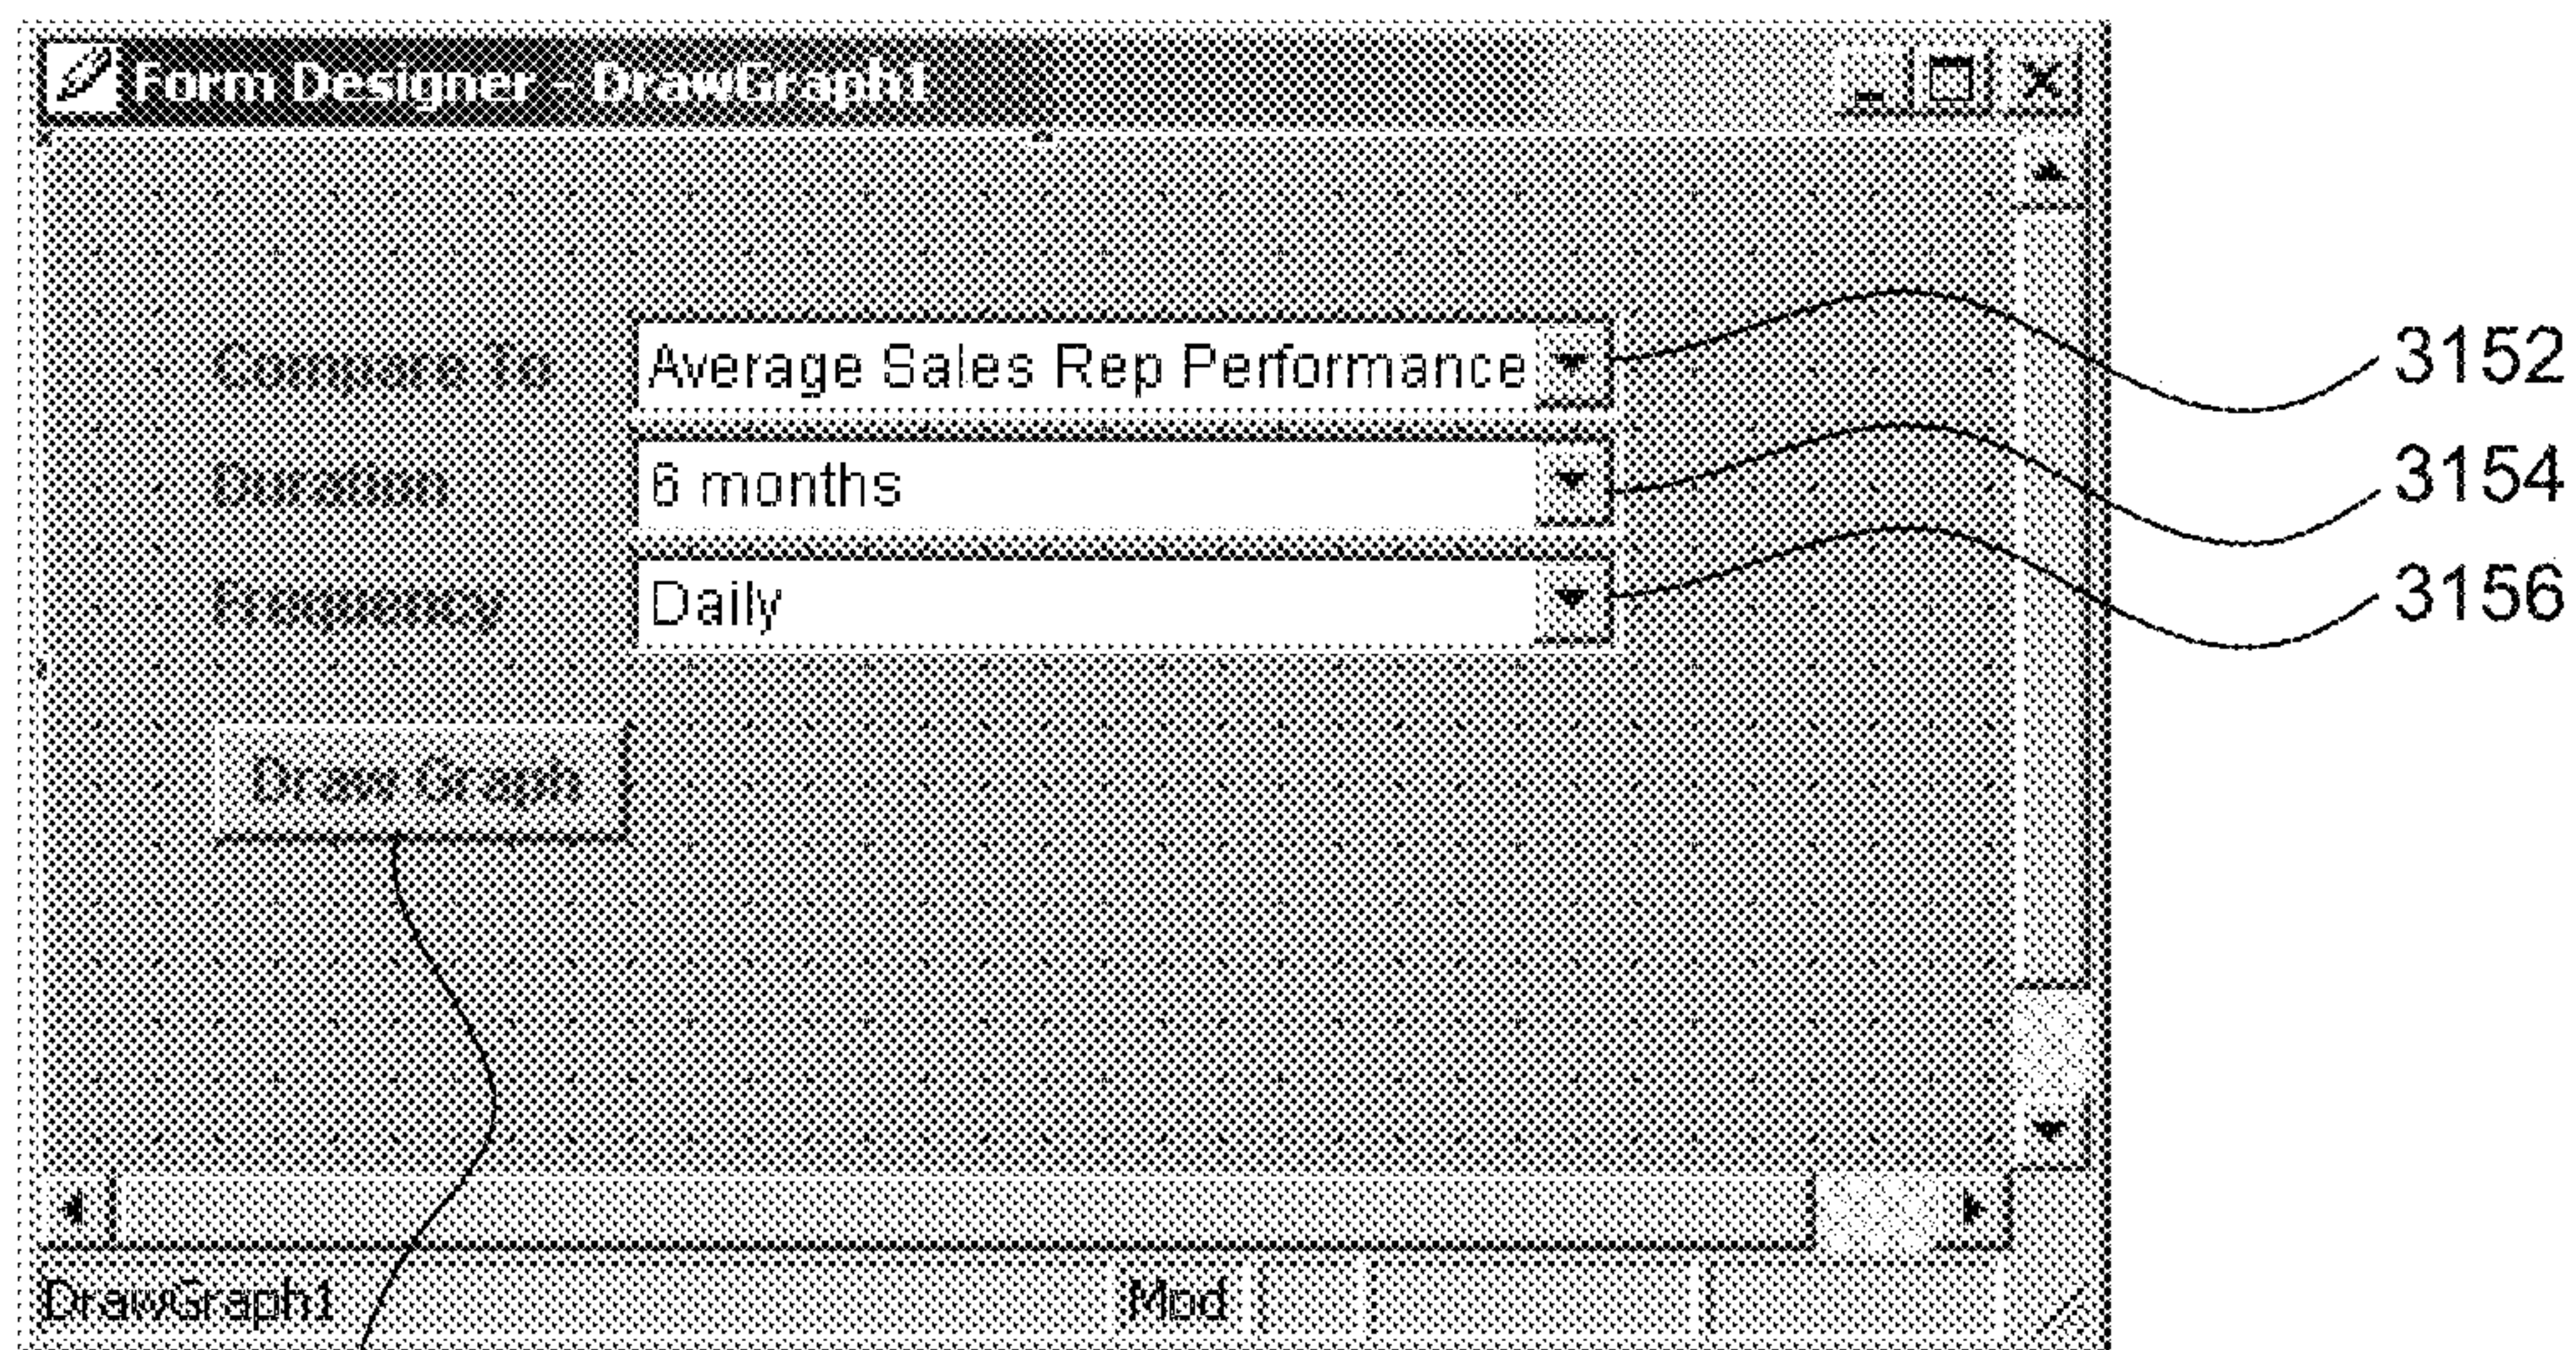 Form Designer - DrawGraph1
Compare To Average Sales Rep Performance 3152
Duration 6 months 3154
Frequency Daily 3156
Draw Graph
DrawGraph1 Mod